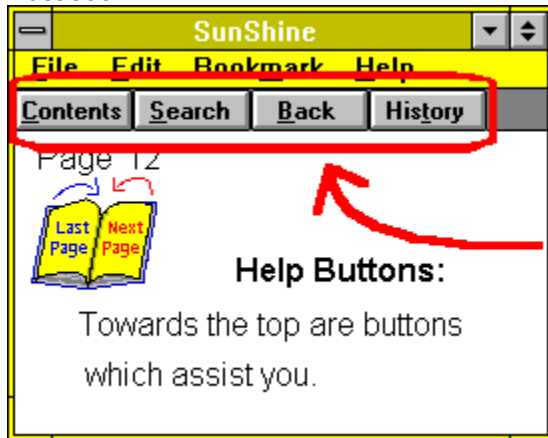 SunShine
File Edit Bookmark Help
Contents Search Back History
Page 12
Last Page Next Page
Help Buttons:
Towards the top are buttons
which assist you.